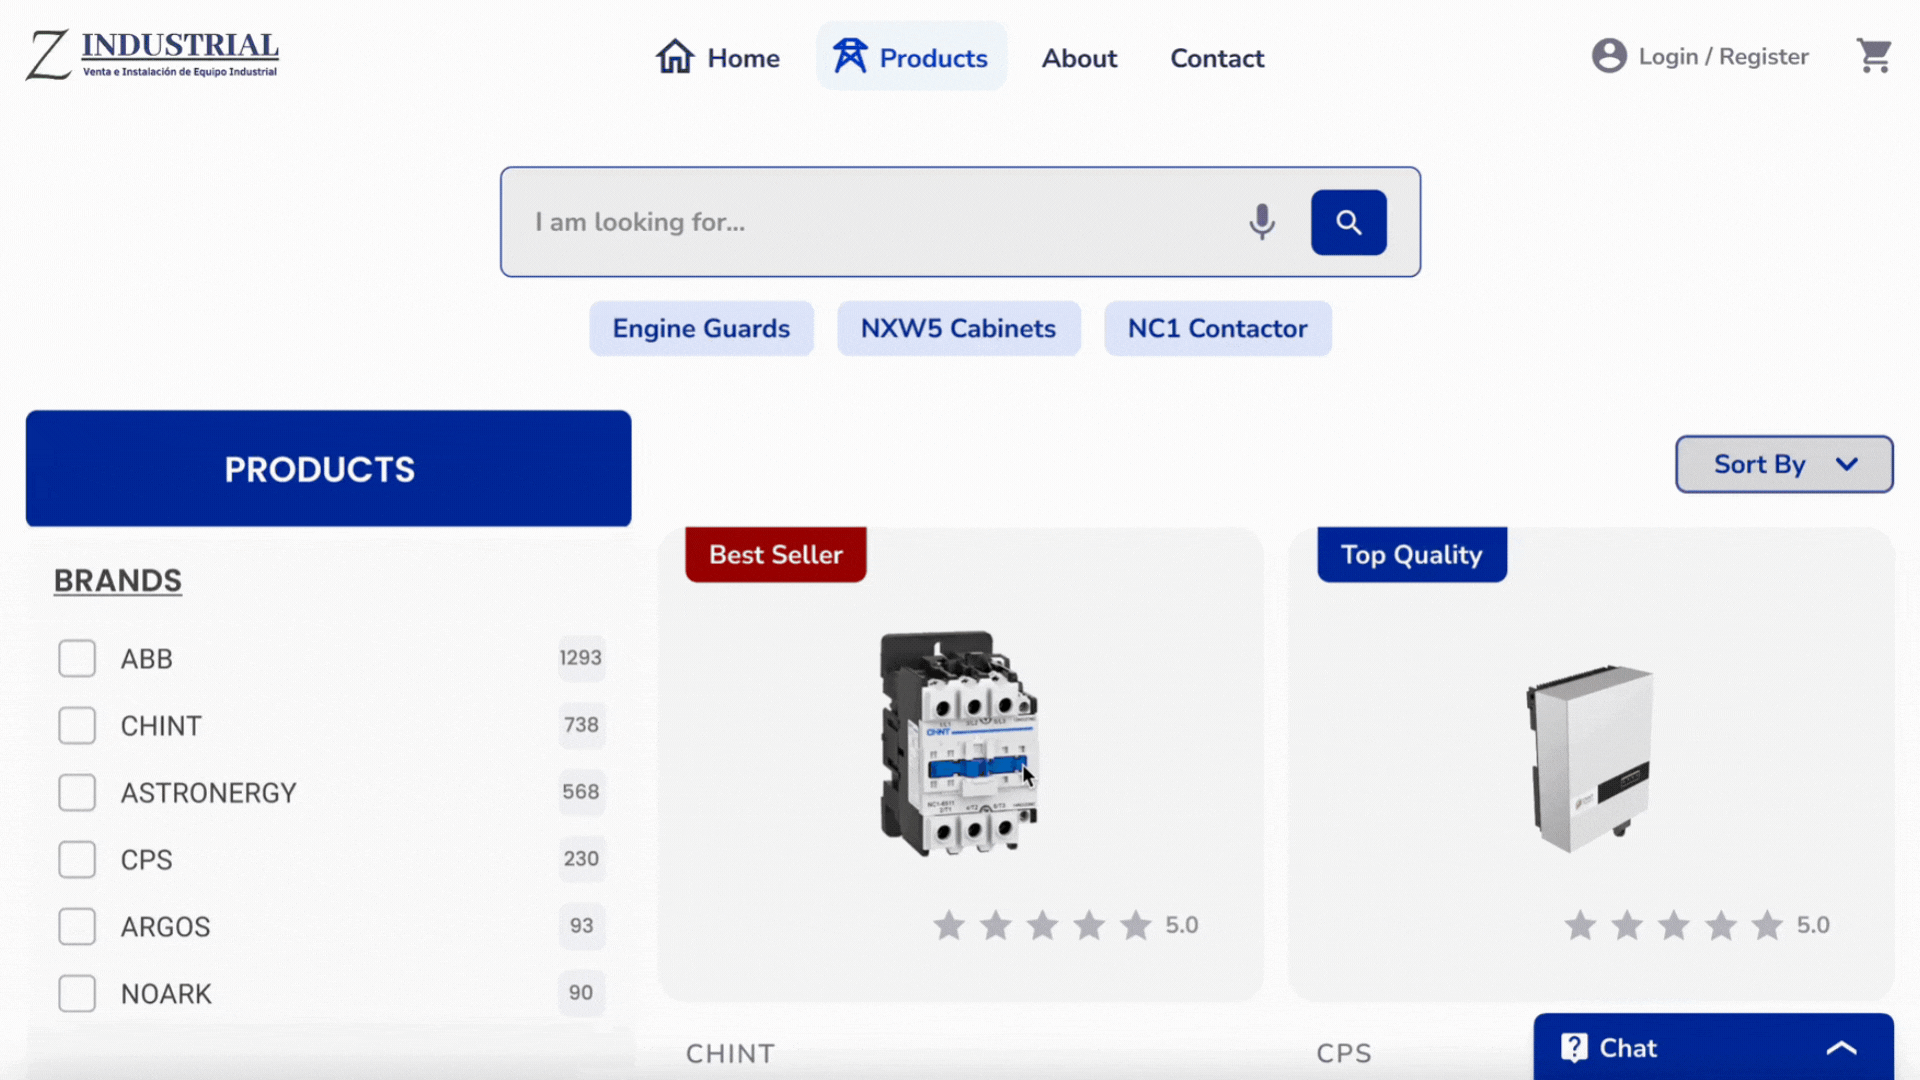 Z INDUSTRIAL
Venta e Instalación de Equipo Industrial
Home
Products
About
Contact
Login / Register
I am looking for...
Engine Guards
NXW5 Cabinets
NC1 Contactor
PRODUCTS
Sort By
BRANDS
ABB 1293
CHINT 738
ASTRONERGY 568
CPS 230
ARGOS 93
NOARK 90
Best Seller
CHNT
5.0
CHINT
Top Quality
5.0
CPS
Chat